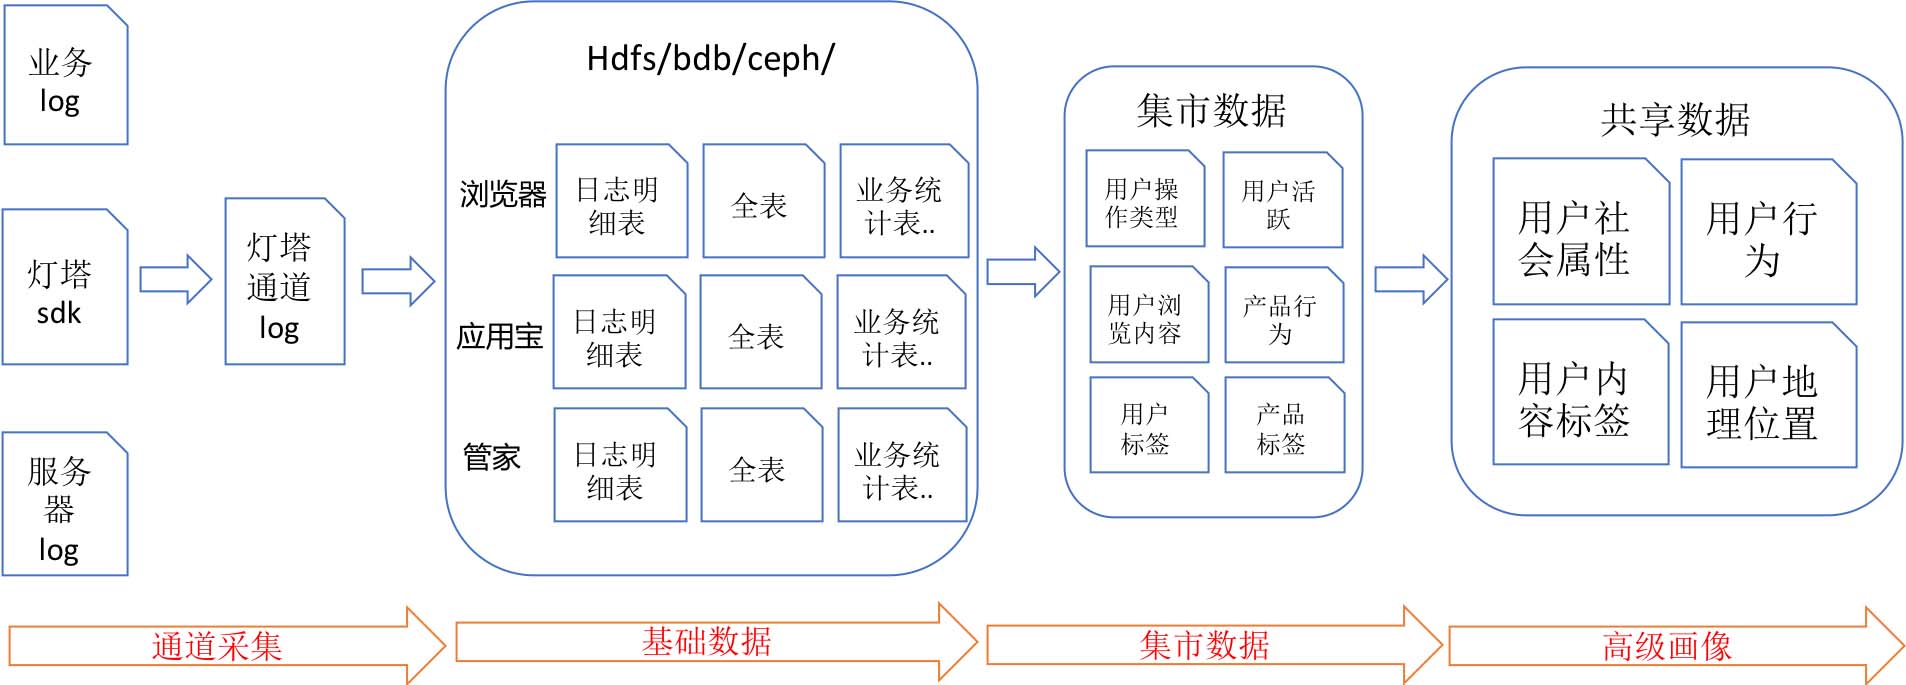 业务
log
灯塔
sdk
服务
器
log
灯塔
通道
log
Hdfs/bdb/ceph/
浏览器
日志明
细表
全表
业务统
计表..
应用宝
日志明
细表
全表
业务统
计表..
管家
日志明
细表
全表
业务统
计表..
集市数据
用户操
作类型
用户活
跃
用户浏
览内容
产品行
为
用户
标签
产品
标签
共享数据
用户社
会属性
用户行
为
用户内
容标签
用户地
理位置
通道采集
基础数据
集市数据
高级画像